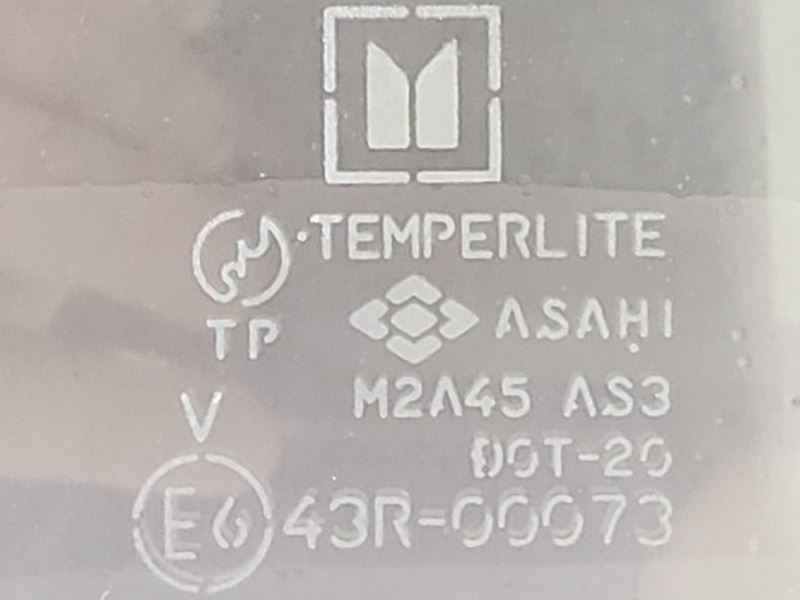 TEMPERLITE
TP
ASAHI
M2A45 AS3
V
DOT-20
E6 43R-00073